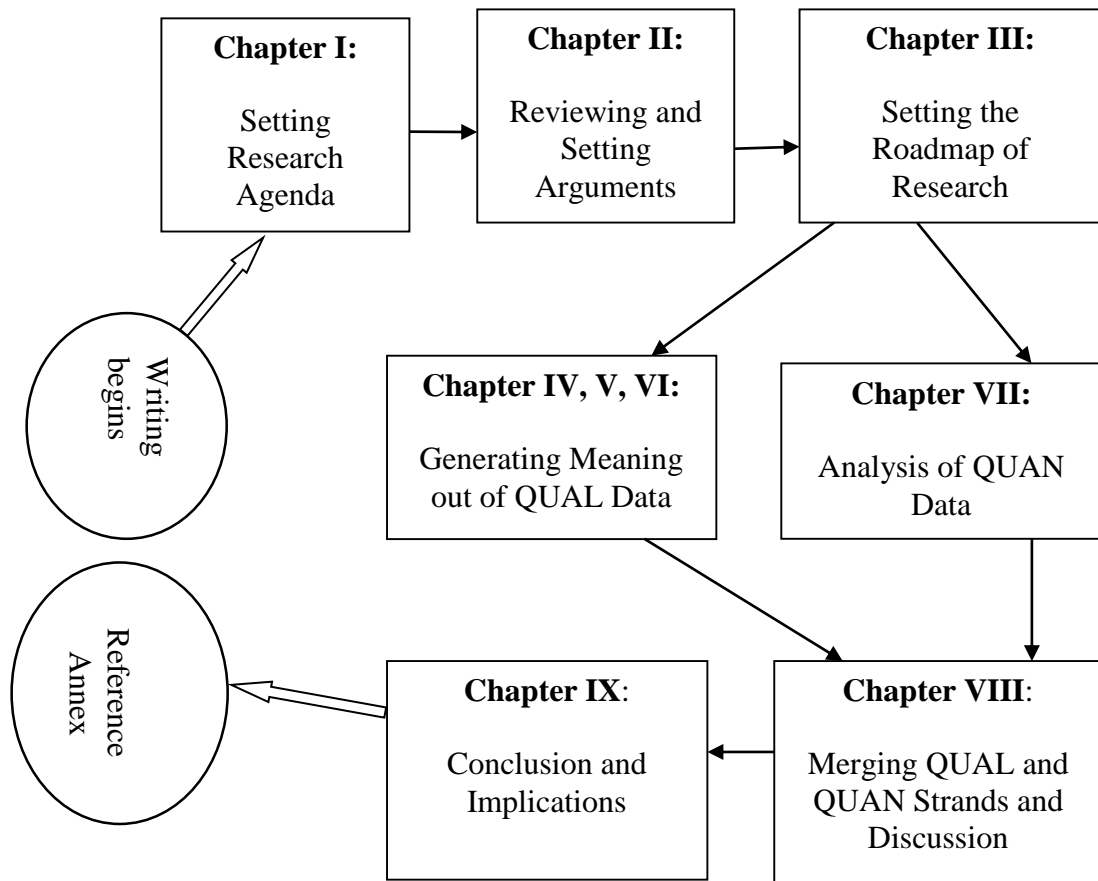 Chapter I:
Setting
Research
Agenda
Chapter II:
Reviewing and
Setting
Arguments
Chapter III:
Setting the
Roadmap of
Research
Writing
begins
Chapter IV, V, VI:
Generating Meaning
out of QUAL Data
Chapter VII:
Analysis of QUAN
Data
Reference
Annex
Chapter IX:
Conclusion and
Implications
Chapter VIII:
Merging QUAL and
QUAN Strands and
Discussion